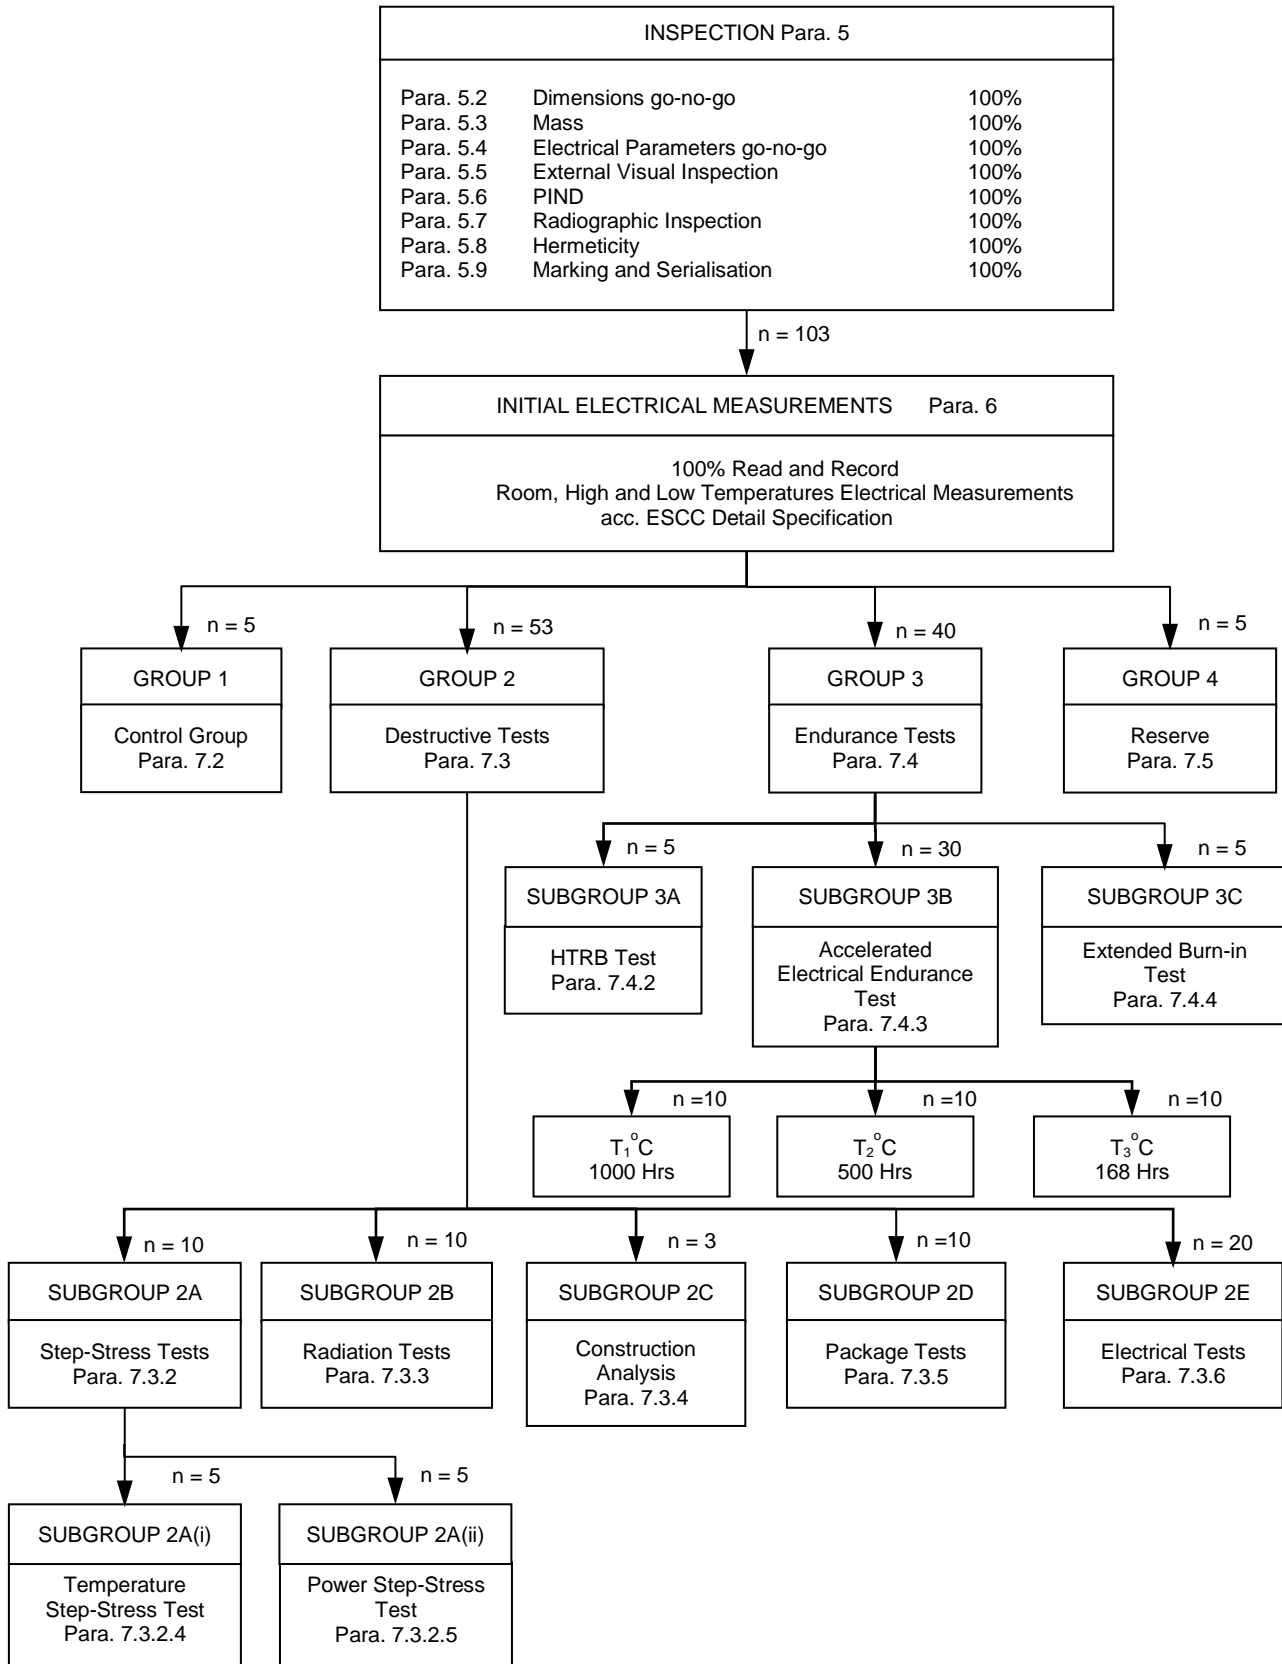 INSPECTION Para. 5
Para. 5.2 Dimensions go-no-go 100%
Para. 5.3 Mass 100%
Para. 5.4 Electrical Parameters go-no-go 100%
Para. 5.5 External Visual Inspection 100%
Para. 5.6 PIND 100%
Para. 5.7 Radiographic Inspection 100%
Para. 5.8 Hermeticity 100%
Para. 5.9 Marking and Serialisation 100%
n = 103
INITIAL ELECTRICAL MEASUREMENTS Para. 6
100% Read and Record
Room, High and Low Temperatures Electrical Measurements
acc. ESCC Detail Specification
n = 5
GROUP 1
Control Group
Para. 7.2
n = 53
GROUP 2
Destructive Tests
Para. 7.3
n = 40
GROUP 3
Endurance Tests
Para. 7.4
n = 5
GROUP 4
Reserve
Para. 7.5
n = 5
SUBGROUP 3A
HTRB Test
Para. 7.4.2
n = 30
SUBGROUP 3B
Accelerated
Electrical Endurance
Test
Para. 7.4.3
n = 5
SUBGROUP 3C
Extended Burn-in
Test
Para. 7.4.4
n =10
T₁°C
1000 Hrs
n =10
T₂°C
500 Hrs
n =10
T₃°C
168 Hrs
n = 10
SUBGROUP 2A
Step-Stress Tests
Para. 7.3.2
n = 10
SUBGROUP 2B
Radiation Tests
Para. 7.3.3
n = 3
SUBGROUP 2C
Construction
Analysis
Para. 7.3.4
n =10
SUBGROUP 2D
Package Tests
Para. 7.3.5
n = 20
SUBGROUP 2E
Electrical Tests
Para. 7.3.6
n = 5
SUBGROUP 2A(i)
Temperature
Step-Stress Test
Para. 7.3.2.4
n = 5
SUBGROUP 2A(ii)
Power Step-Stress
Test
Para. 7.3.2.5